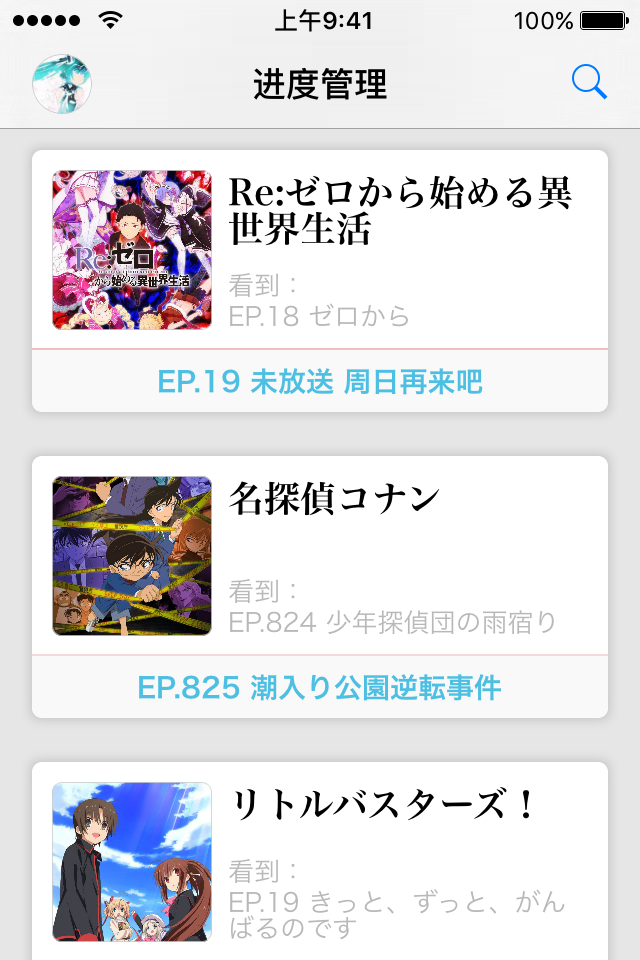 上午9:41
100%
进度管理
Re:ゼロから始める異
世界生活
Re:ゼロ
から始める異世界生活
看到：
EP.18 ゼロから
EP.19 未放送 周日再来吧
名探偵コナン
看到：
EP.824 少年探偵団の雨宿り
EP.825 潮入り公園逆転事件
リトルバスターズ！
看到：
EP.19 きっと、ずっと、がん
ばるのです